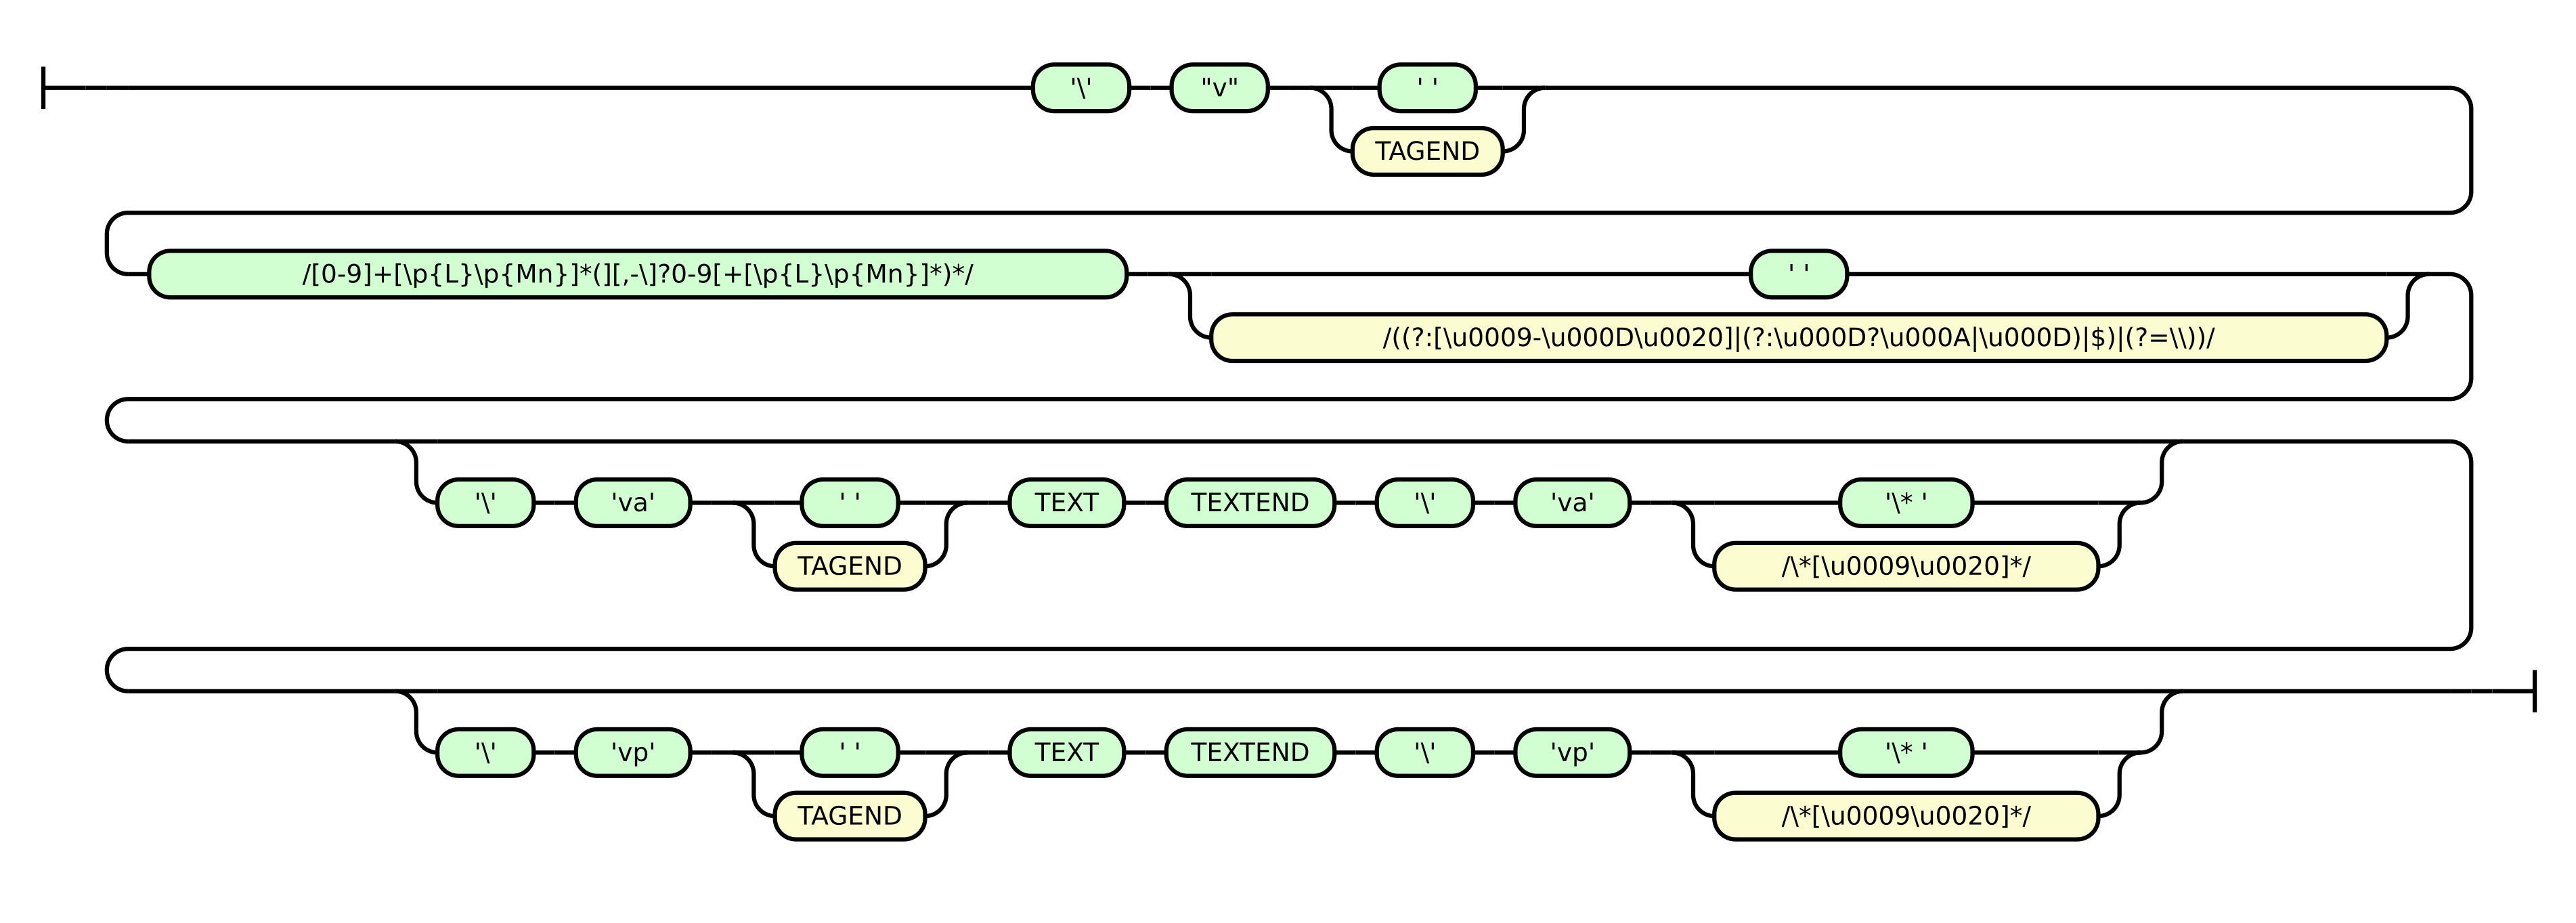 '\' "v" ' '
TAGEND
/[0-9]+[\p{L}\p{Mn}]*(][,-\]?0-9[+[\p{L}\p{Mn}]*)*/ ' '
/((?:[\u0009-\u000D\u0020]|(?:\u000D?\u000A|\u000D)|$)|(?=\\))/
'\' 'va' ' ' TEXT TEXTEND '\' 'va' '\* '
TAGEND /\*[\u0009\u0020]*/
'\' 'vp' ' ' TEXT TEXTEND '\' 'vp' '\* '
TAGEND /\*[\u0009\u0020]*/